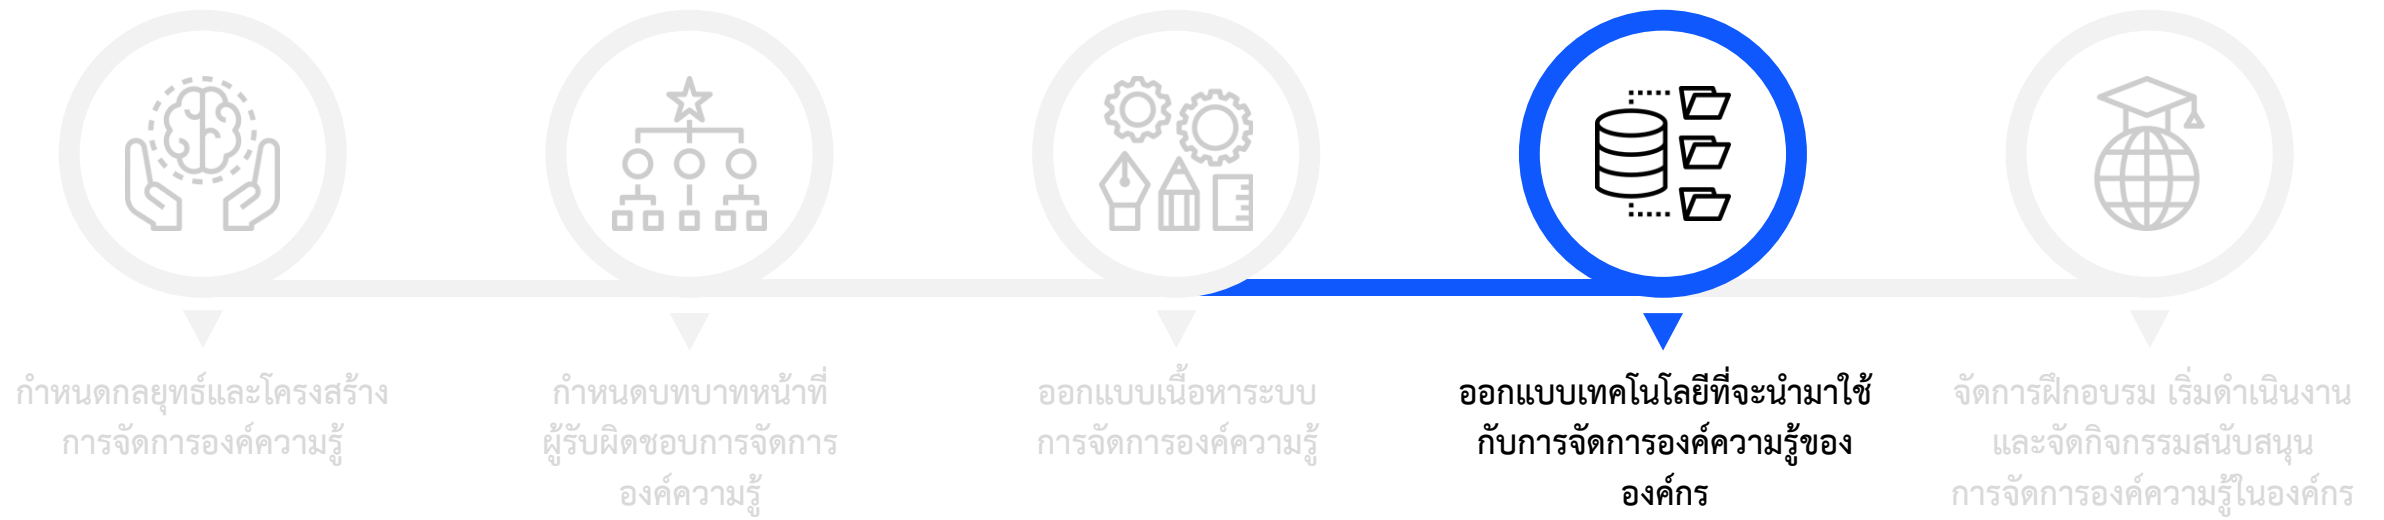 กำหนดกลยุทธ์และโครงสร้าง
การจัดการองค์ความรู้
กำหนดบทบาทหน้าที่
ผู้รับผิดชอบการจัดการ
องค์ความรู้
ออกแบบเนื้อหาระบบ
การจัดการองค์ความรู้
ออกแบบเทคโนโลยีที่จะนำมาใช้
กับการจัดการองค์ความรู้ของ
องค์กร
จัดการฝึกอบรม เริ่มดำเนินงาน
และจัดกิจกรรมสนับสนุน
การจัดการองค์ความรู้ในองค์กร